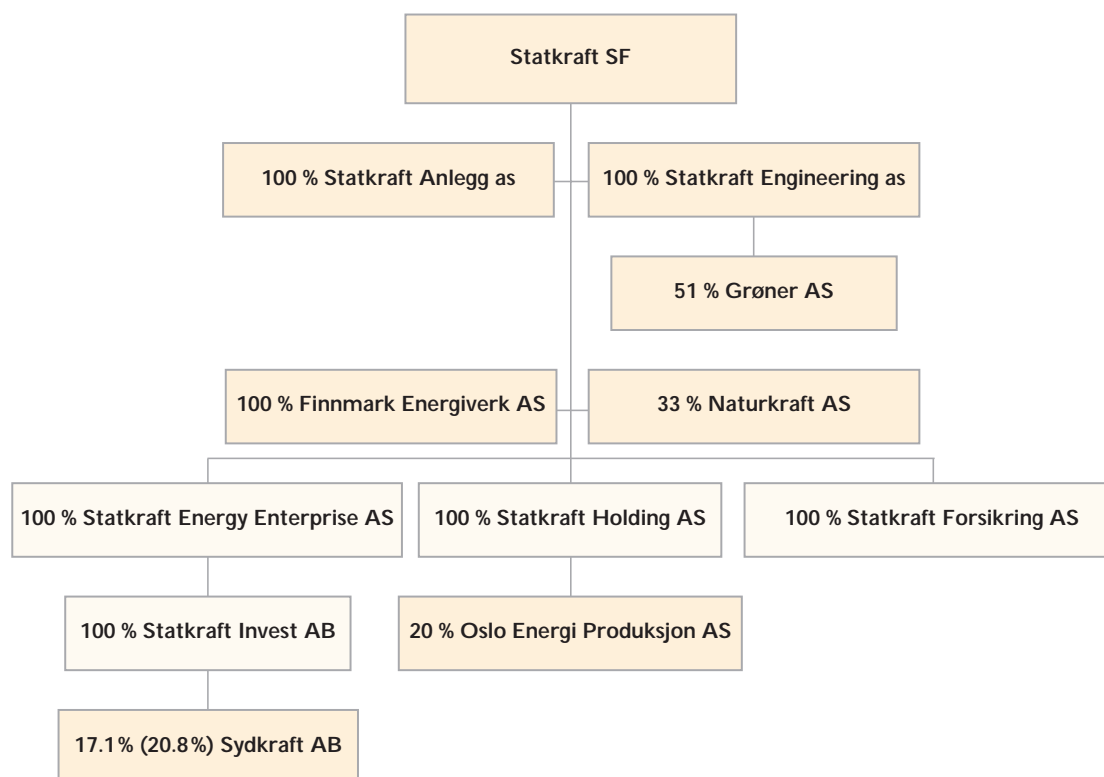 Statkraft SF
100 % Statkraft Anlegg as
100 % Statkraft Engineering as
51 % Grøner AS
100 % Finnmark Energiverk AS
33 % Naturkraft AS
100 % Statkraft Energy Enterprise AS
100 % Statkraft Holding AS
100 % Statkraft Forsikring AS
100 % Statkraft Invest AB
20 % Oslo Energi Produksjon AS
17.1% (20.8%) Sydkraft AB